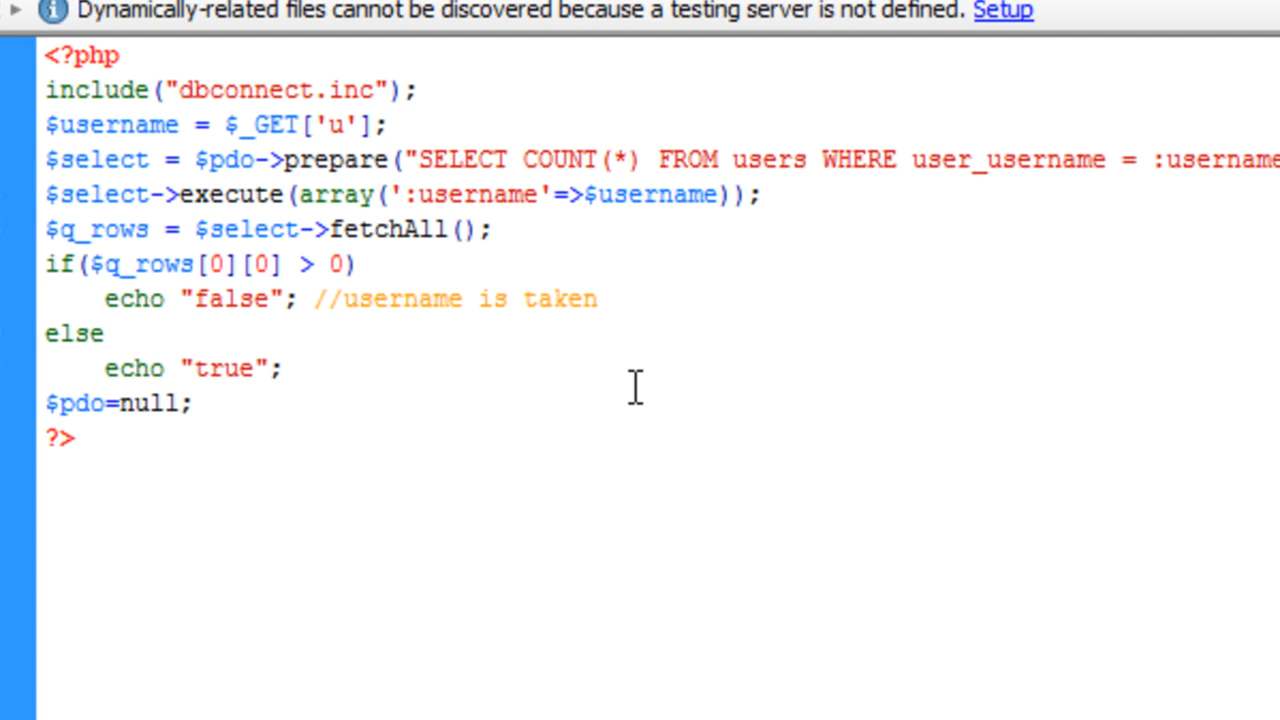 Dynamically-related files cannot be discovered because a testing server is not defined. Setup
<?php
include("dbconnect.inc");
$username = $_GET['u'];
$select = $pdo->prepare("SELECT COUNT(*) FROM users WHERE user_username = :username
$select->execute(array(':username'=>$username));
$q_rows = $select->fetchAll();
if($q_rows[0][0] > 0)
    echo "false"; //username is taken
else
    echo "true";
$pdo=null;
?>